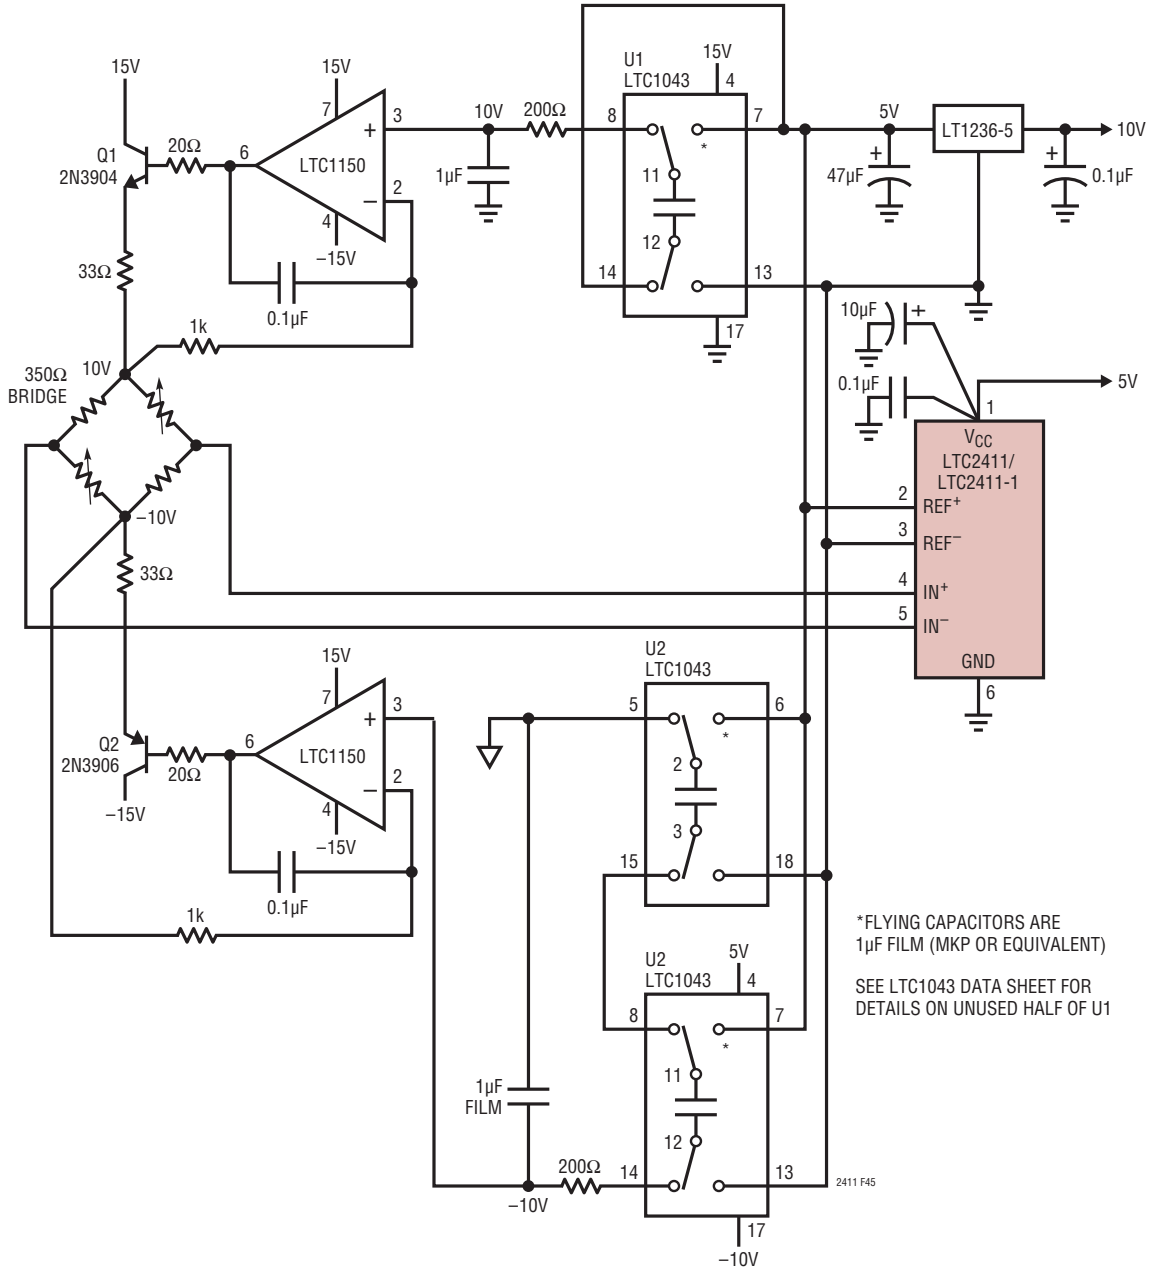 U1
LTC1043
15V
4
15V
15V
7
3
+
20Ω
6
LTC1150
Q1
2N3904
2
−
4
–15V
10V
200Ω
1µF
8
7
*
11
12
14
13
17
5V
LT1236-5
10V
+
47µF
+
0.1µF
33Ω
0.1µF
1k
10V
350Ω
BRIDGE
–10V
33Ω
10µF
+
0.1µF
5V
1
VCC
LTC2411/
LTC2411-1
2
REF+
3
REF−
4
IN+
5
IN−
GND
6
15V
7
3
+
Q2
2N3906
20Ω
6
LTC1150
2
−
4
–15V
–15V
0.1µF
1k
U2
LTC1043
5
6
*
2
3
15
18
U2
LTC1043
5V
4
8
7
*
11
12
14
13
17
–10V
1µF
FILM
200Ω
–10V
*FLYING CAPACITORS ARE
1µF FILM (MKP OR EQUIVALENT)
SEE LTC1043 DATA SHEET FOR
DETAILS ON UNUSED HALF OF U1
2411 F45